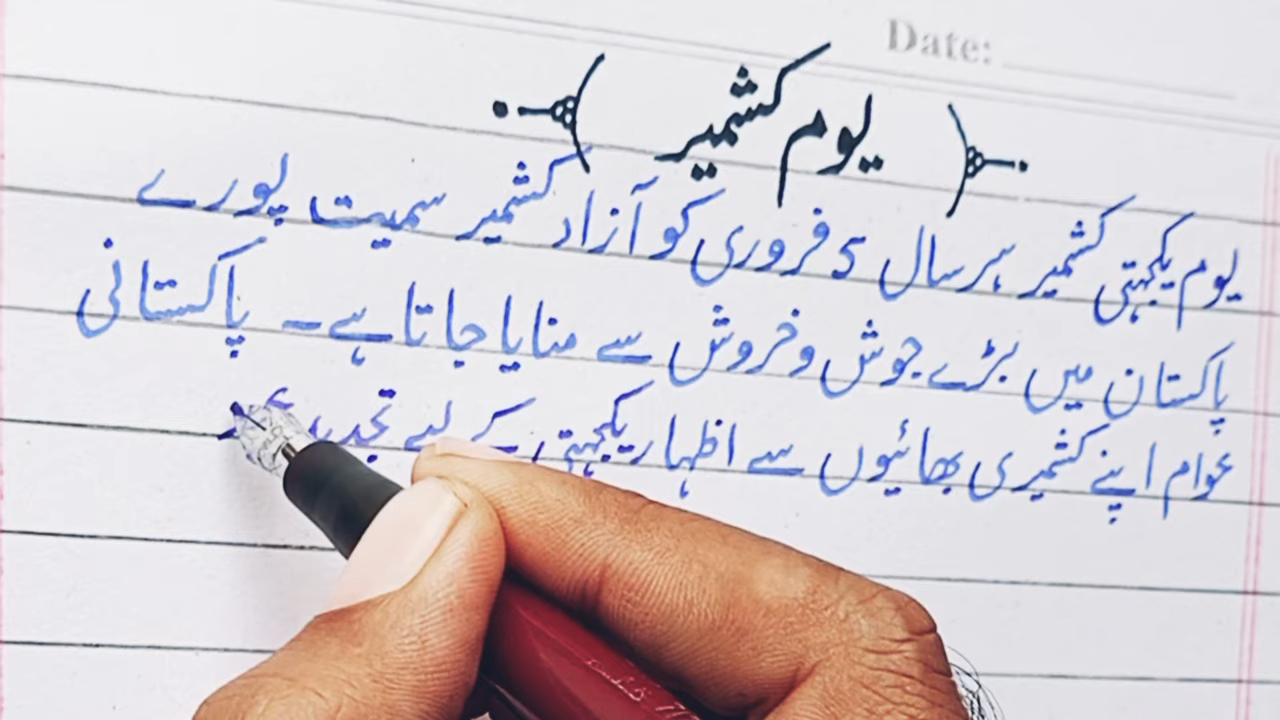 Date:
یوم کشمیر
یوم یکجہتی کشمیر ہر سال 5 فروری کو آزاد کشمیر سمیت پورے
پاکستان میں بڑے جوش و خروش سے منایا جاتا ہے۔ پاکستانی
عوام اپنے کشمیری بھائیوں سے اظہار یکجہتی کے لیے